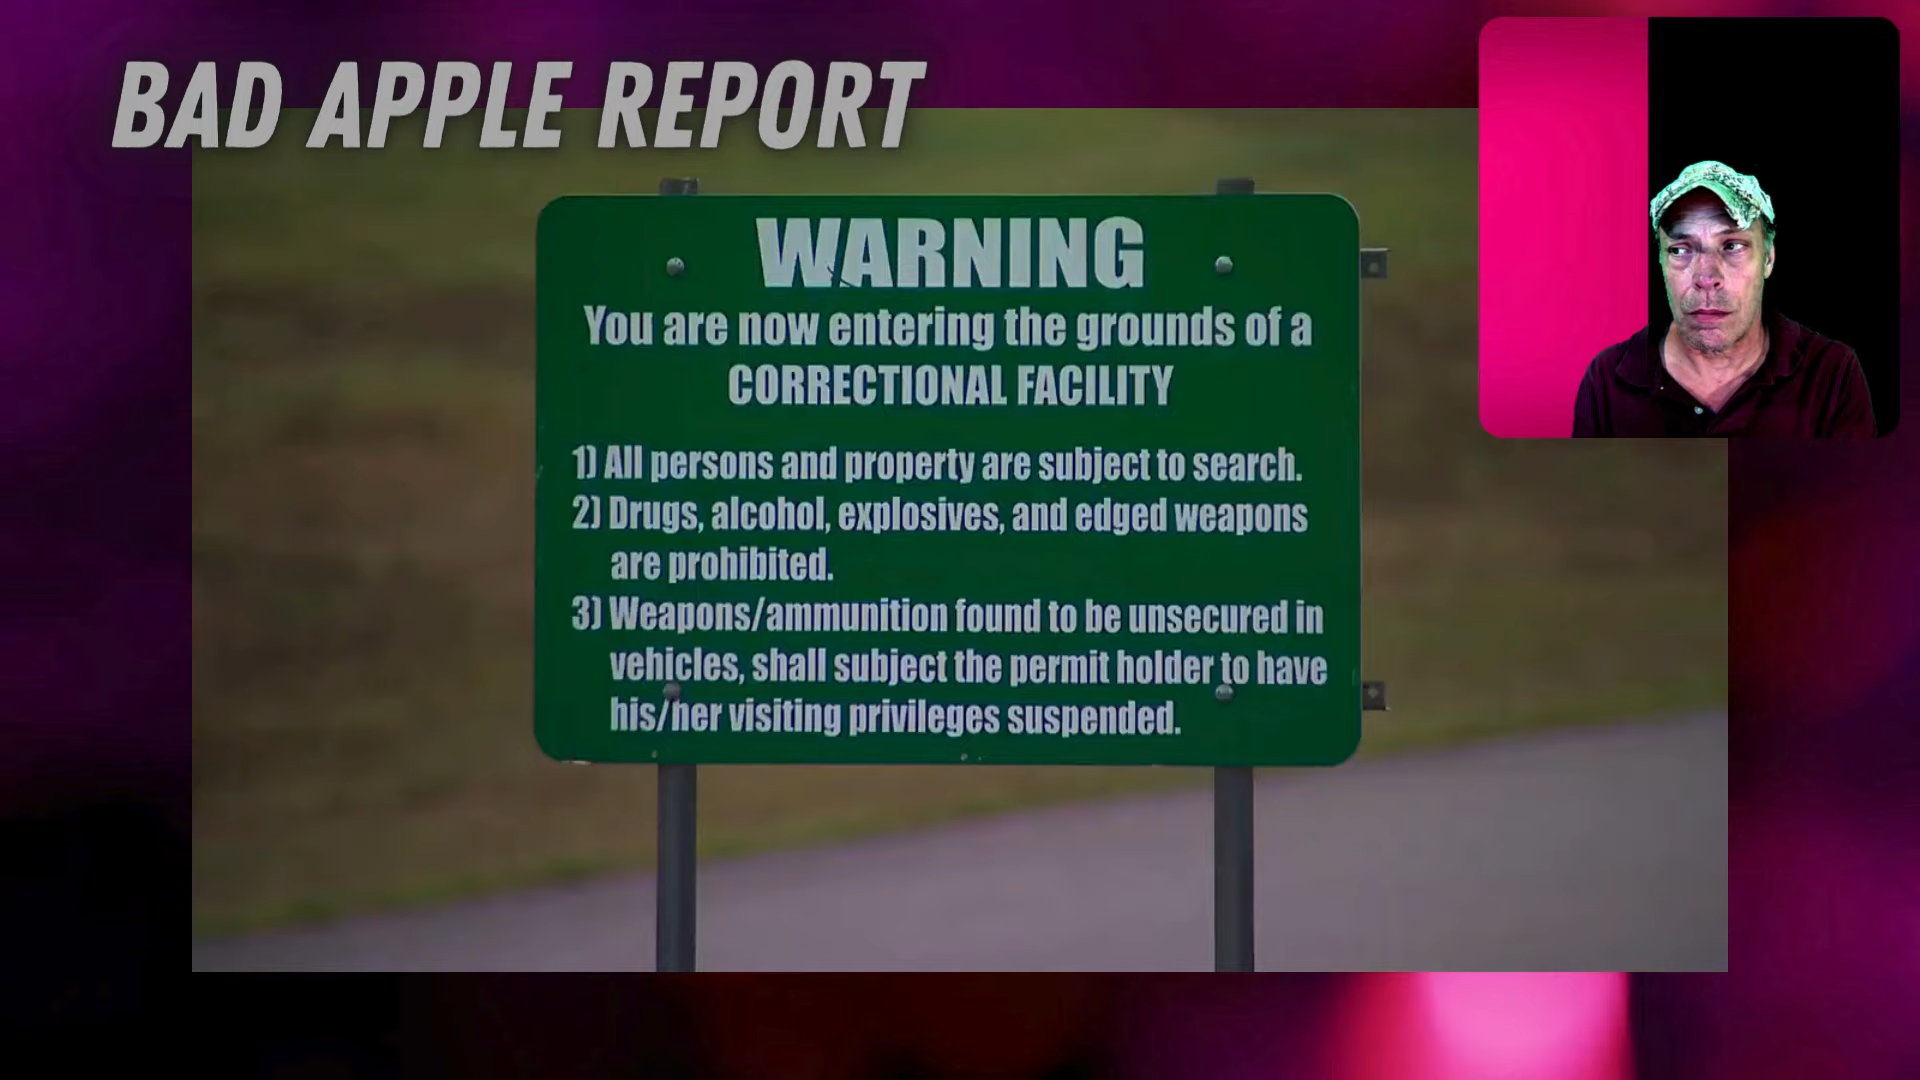 BAD APPLE REPORT
WARNING
You are now entering the grounds of a
CORRECTIONAL FACILITY
1) All persons and property are subject to search.
2) Drugs, alcohol, explosives, and edged weapons
are prohibited.
3) Weapons/ammunition found to be unsecured in
vehicles, shall subject the permit holder to have
his/her visiting privileges suspended.